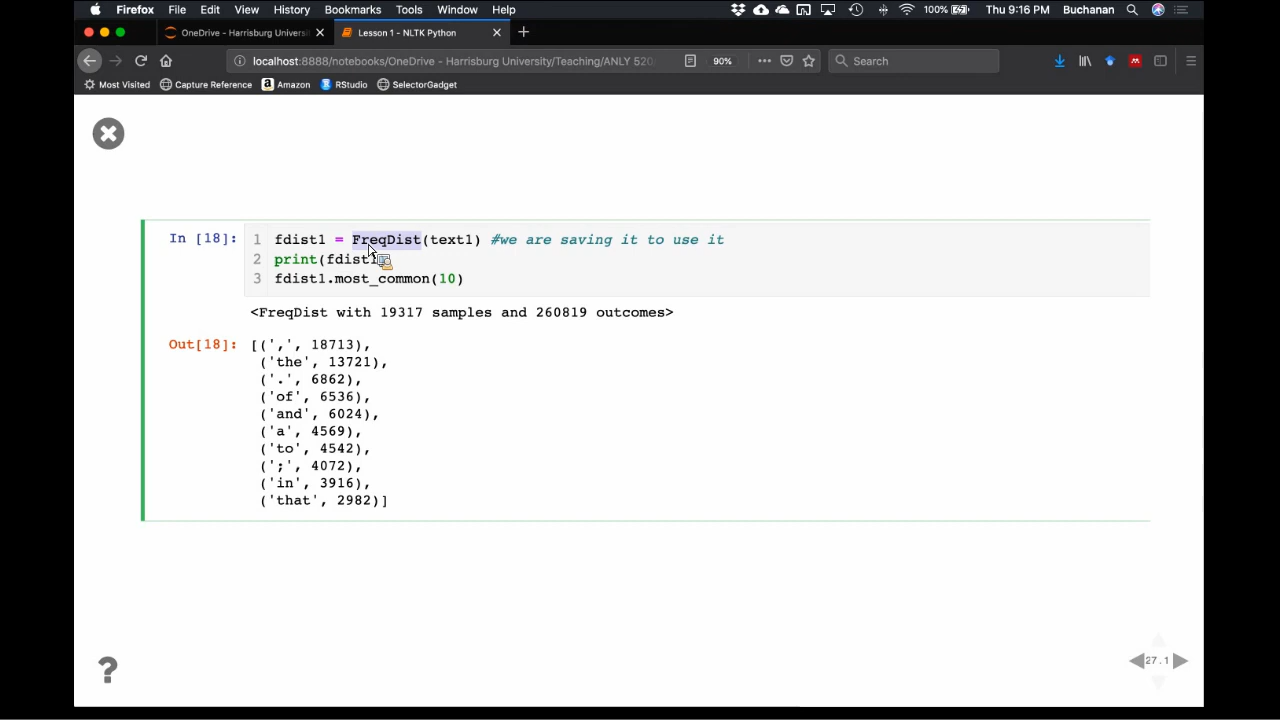 Firefox File Edit View History Bookmarks Tools Window Help 100% Thu 9:16 PM Buchanan
OneDrive - Harrisburg Universi Lesson 1 - NLTK Python
localhost:8888/notebooks/OneDrive - Harrisburg University/Teaching/ANLY 520 90% Search
Most Visited Capture Reference Amazon RStudio SelectorGadget
In [18]: 1 fdist1 = FreqDist(text1) #we are saving it to use it
2 print(fdist1
3 fdist1.most_common(10)
<FreqDist with 19317 samples and 260819 outcomes>
Out[18]: [(',', 18713),
('the', 13721),
('.', 6862),
('of', 6536),
('and', 6024),
('a', 4569),
('to', 4542),
(';', 4072),
('in', 3916),
('that', 2982)]
?
27.1